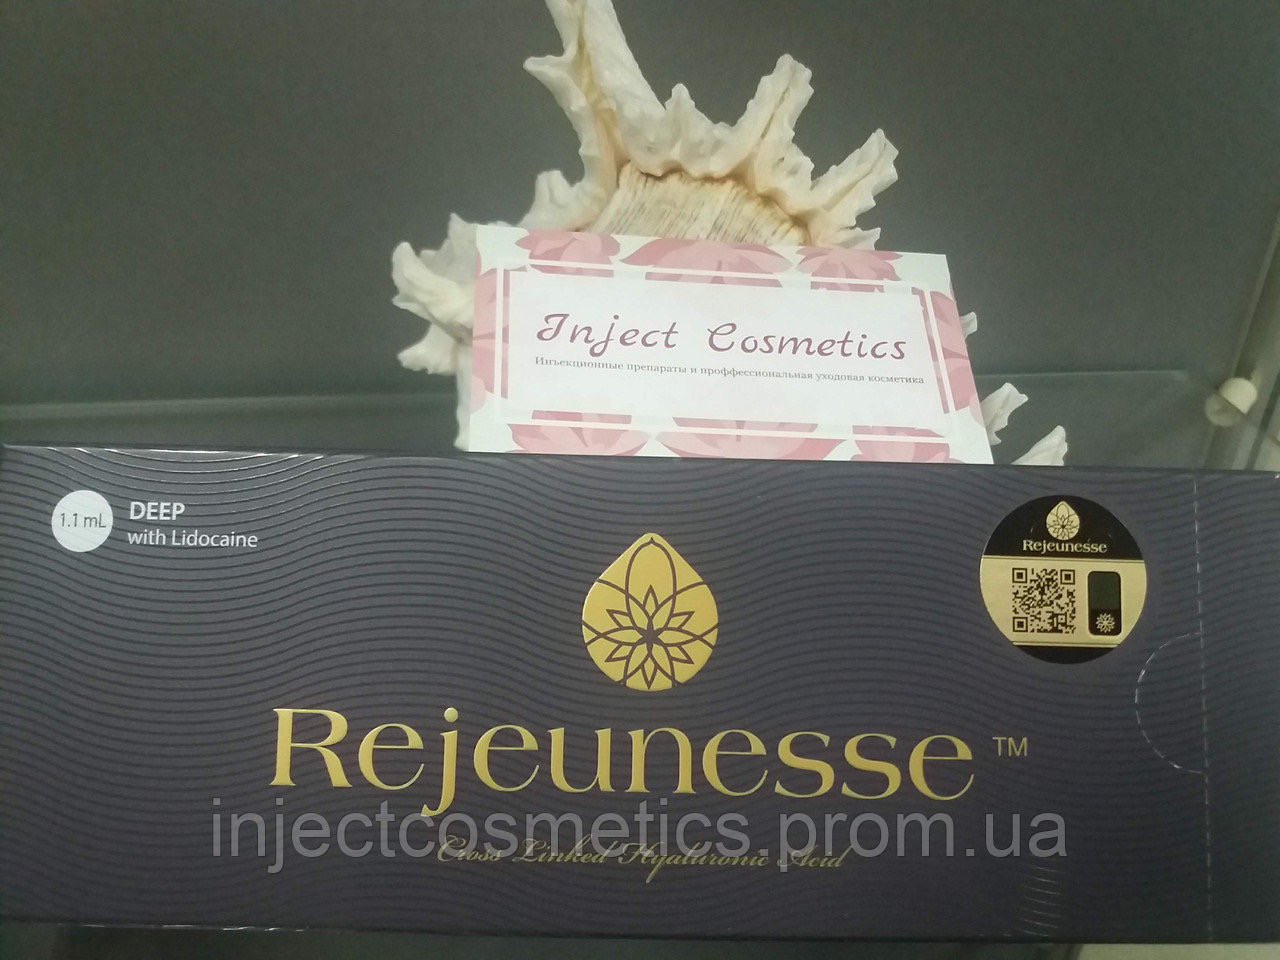 Inject Cosmetics
Инъекционные препараты и проффессиональная уходовая косметика
1.1 mL
DEEP
with Lidocaine
Rejeunesse
Rejeunesse™
injectcosmetics.prom.ua
Cross Linked Hyaluronic Acid